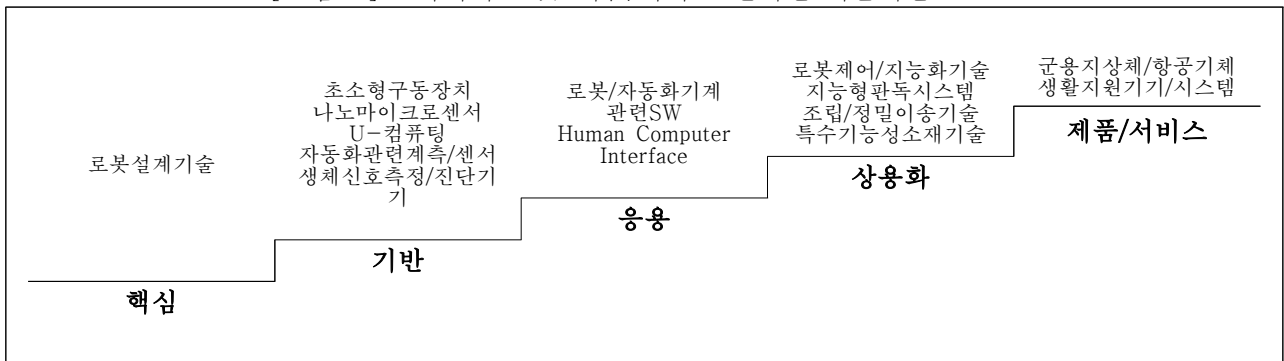 로봇설계기술
핵심
초소형구동장치
나노마이크로센서
U-컴퓨팅
자동화관련계측/센서
생체신호측정/진단기
기
기반
로봇/자동화기계
관련SW
Human Computer
Interface
응용
로봇제어/지능화기술
지능형판독시스템
조립/정밀이송기술
특수기능성소재기술
상용화
군용지상체/항공기체
생활지원기기/시스템
제품/서비스